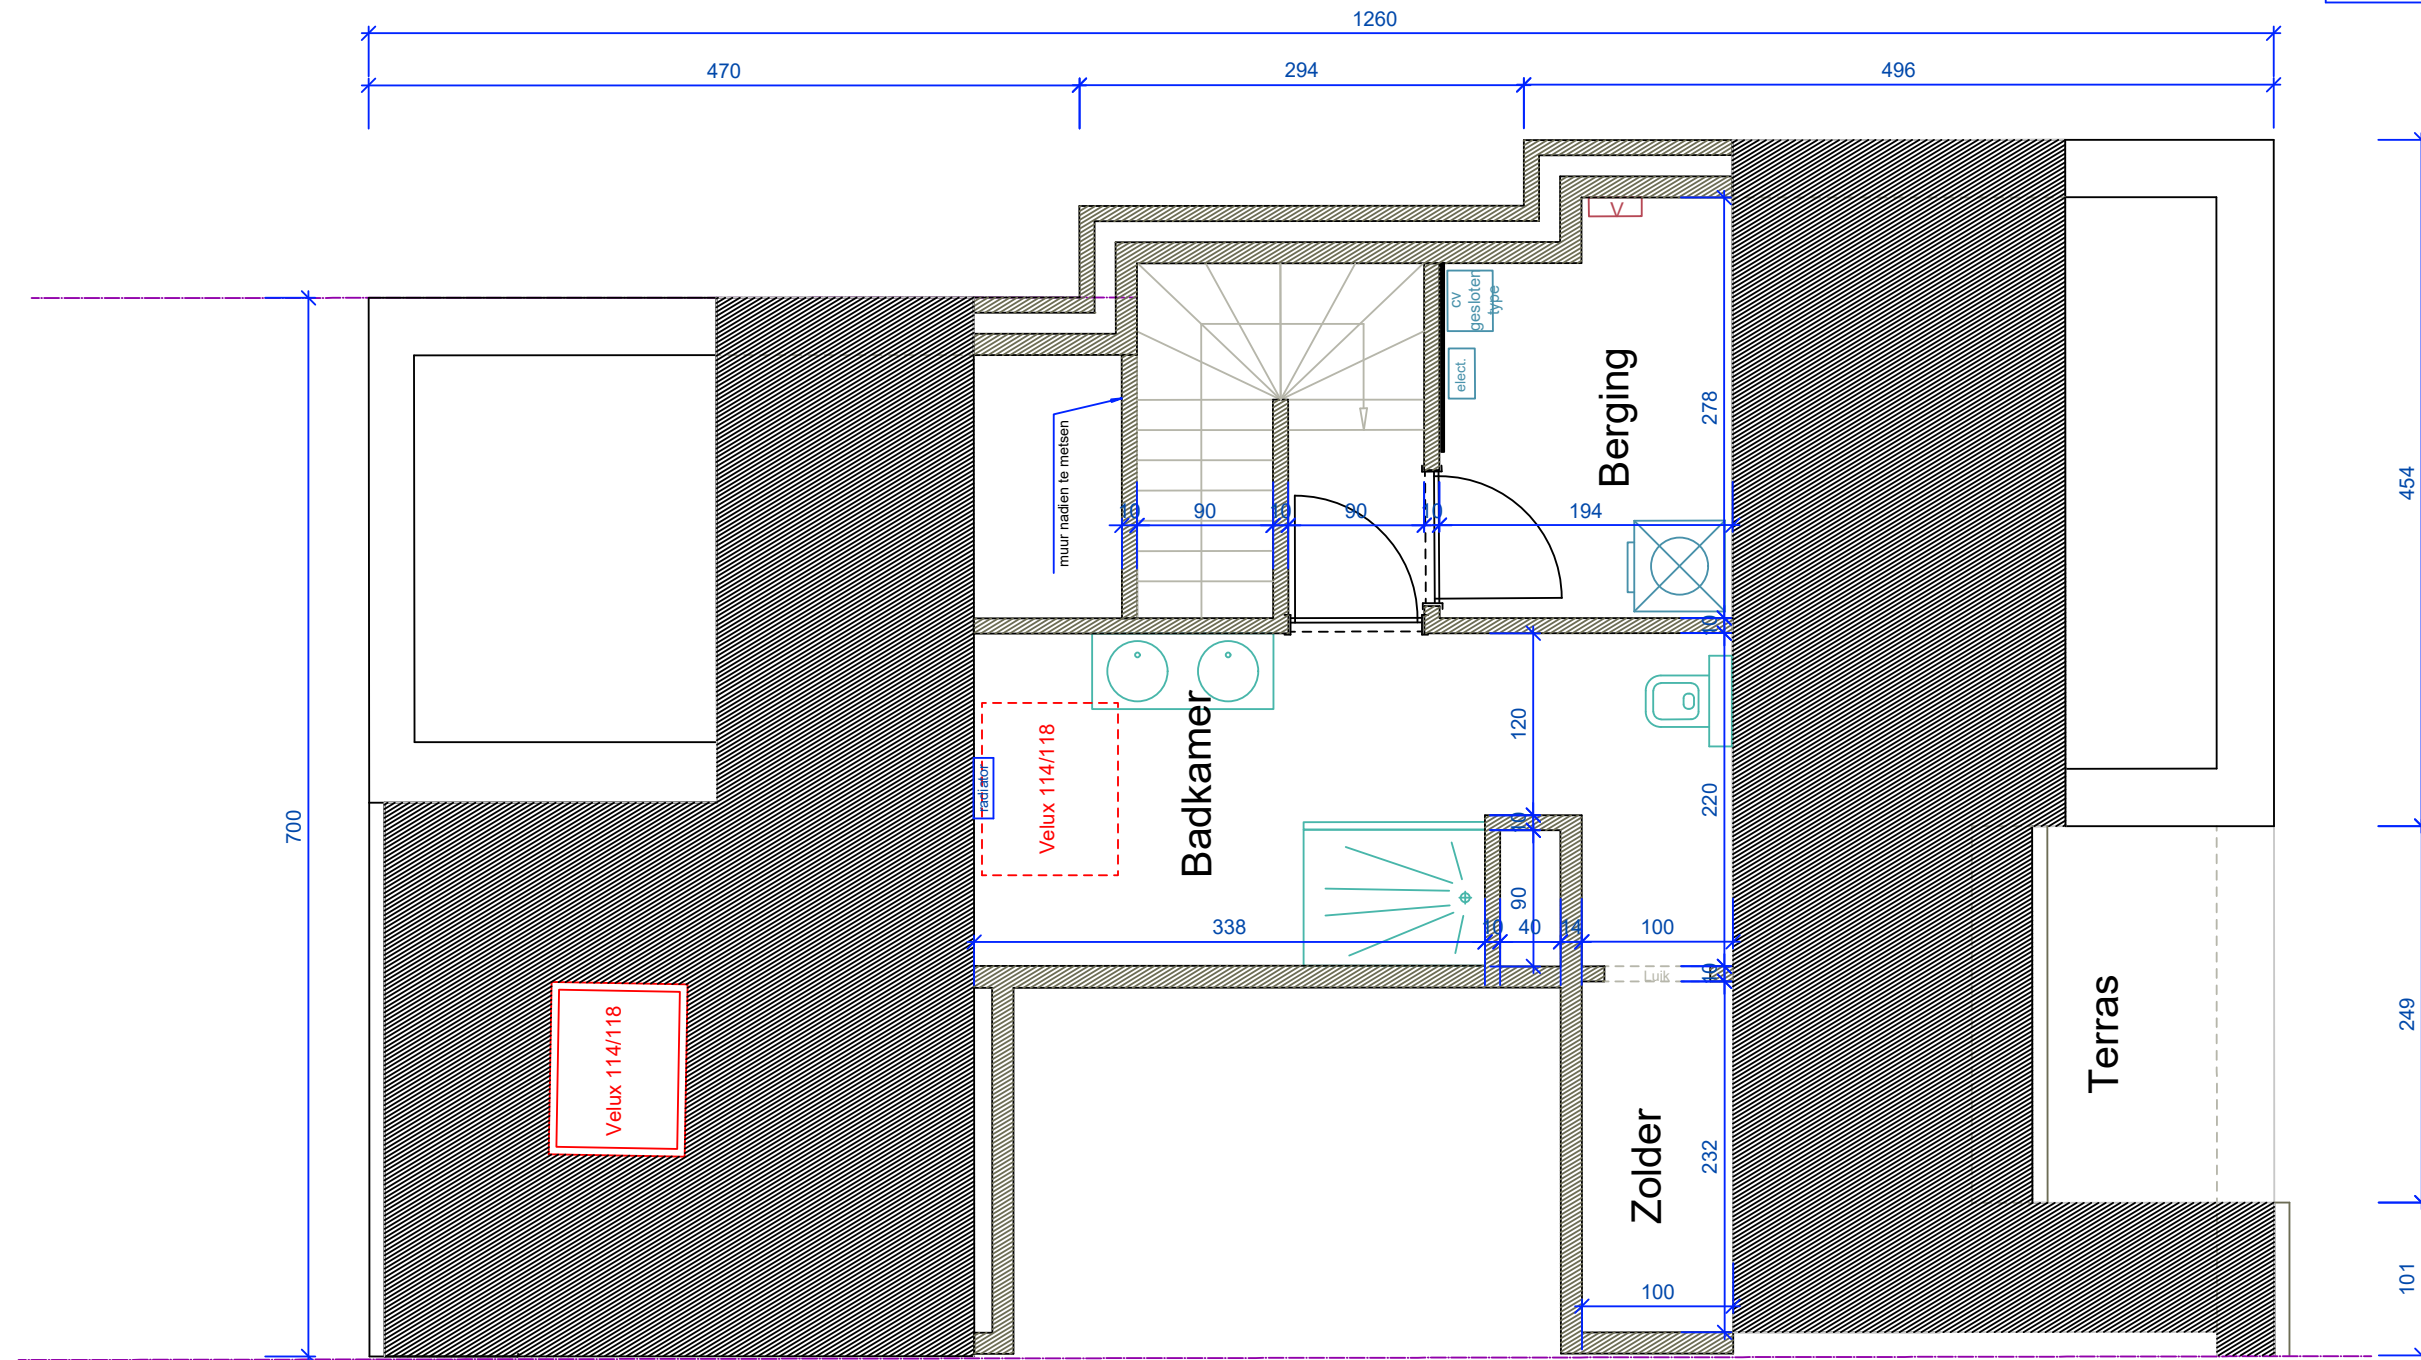 1260
470
294
496
V
cv
gesloten
type
elect.
Berging
278
454
muur nadien te metsen
10
90
10
90
10
194
10
120
220
Badkamer
Velux 114/118
radiator
700
10
90
338
10
40
14
100
10
Luik
Velux 114/118
Terras
249
Zolder
232
100
101